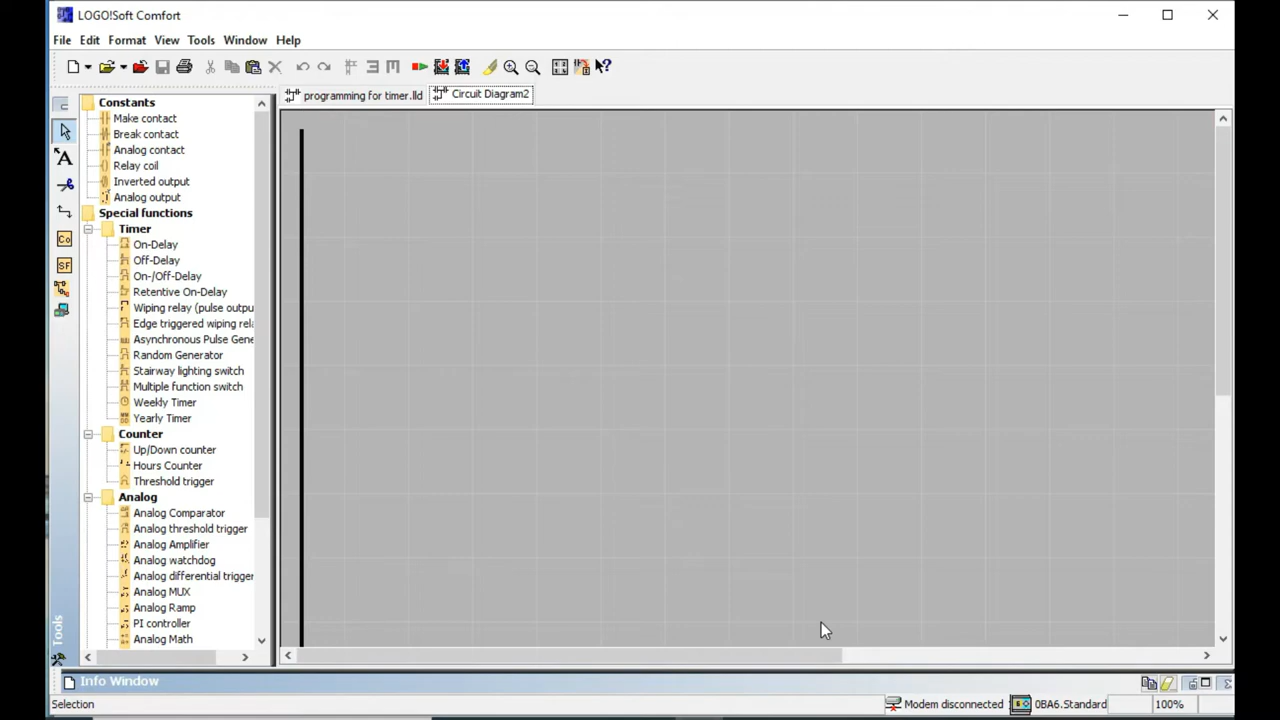 LOGO!Soft Comfort
File Edit Format View Tools Window Help
programming for timer.lld
Circuit Diagram2
Constants
Make contact
Break contact
Analog contact
Relay coil
Inverted output
Analog output
Special functions
Timer
On-Delay
Off-Delay
On-/Off-Delay
Retentive On-Delay
Wiping relay (pulse outpu
Edge triggered wiping rela
Asynchronous Pulse Gene
Random Generator
Stairway lighting switch
Multiple function switch
Weekly Timer
Yearly Timer
Counter
Up/Down counter
Hours Counter
Threshold trigger
Analog
Analog Comparator
Analog threshold trigger
Analog Amplifier
Analog watchdog
Analog differential trigger
Analog MUX
Analog Ramp
PI controller
Analog Math
A
Co
SF
Tools
Info Window
Selection
Modem disconnected
0BA6.Standard
100%